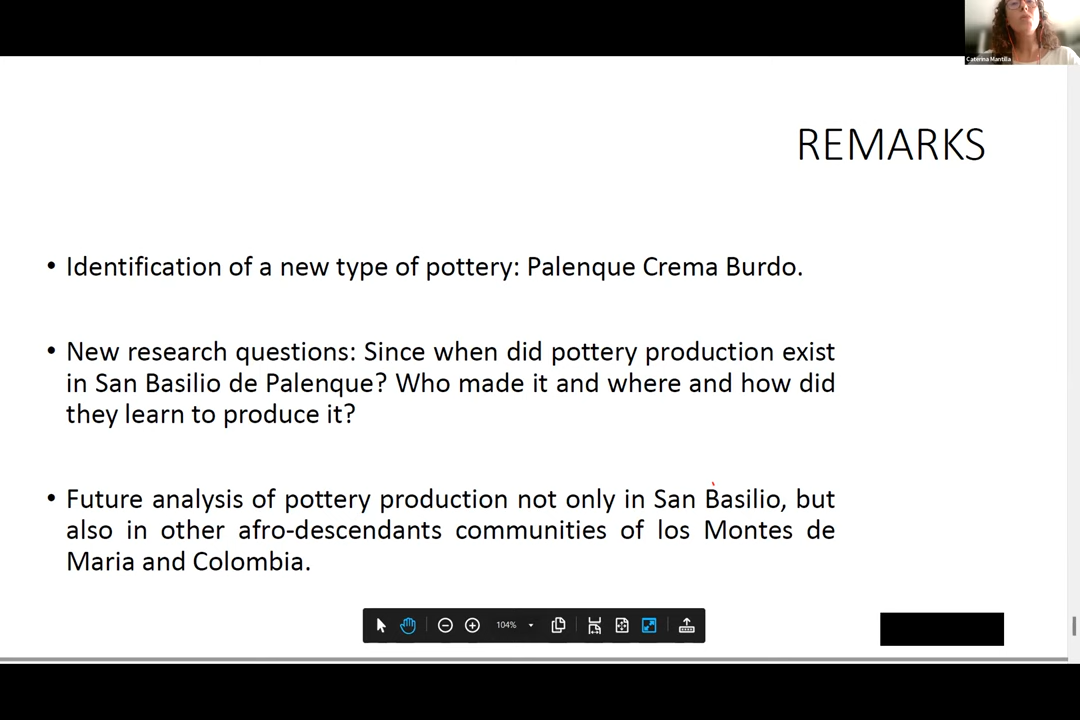 Caterina Mantilla
REMARKS
• Identification of a new type of pottery: Palenque Crema Burdo.
• New research questions: Since when did pottery production exist
in San Basilio de Palenque? Who made it and where and how did
they learn to produce it?
• Future analysis of pottery production not only in San Basilio, but
also in other afro-descendants communities of los Montes de
Maria and Colombia.
104%